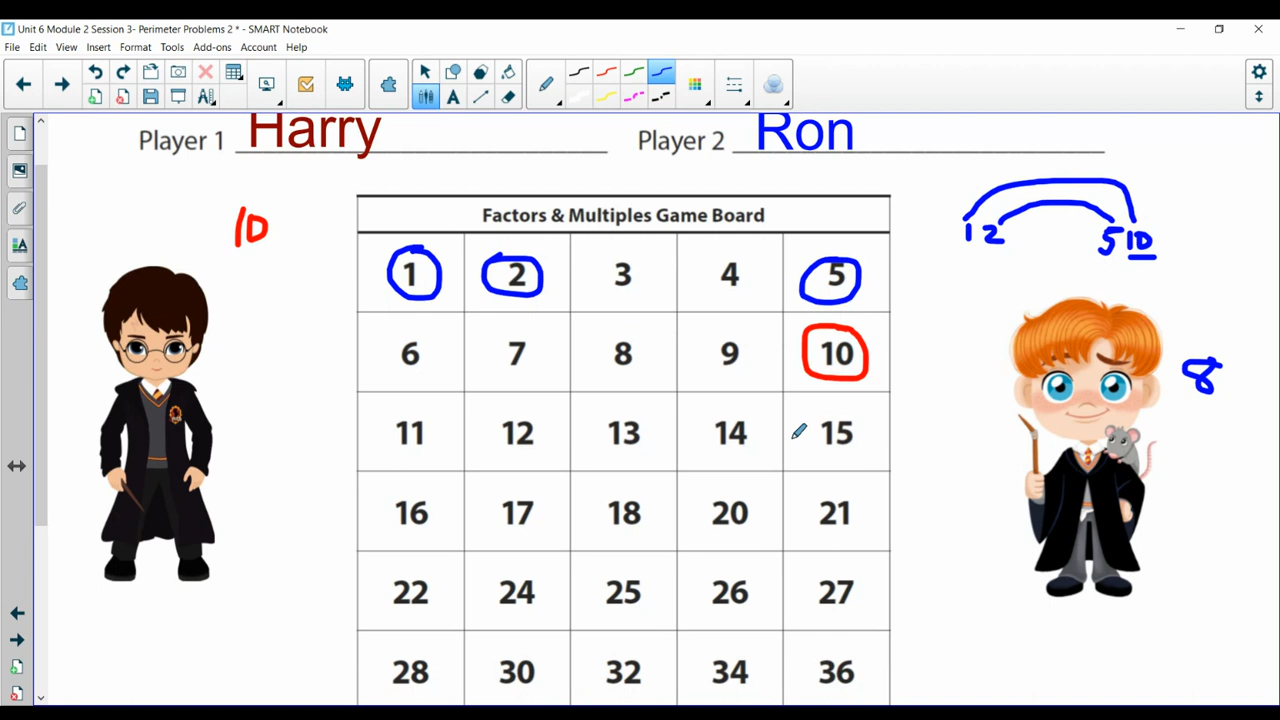 Unit 6 Module 2 Session 3- Perimeter Problems 2 * - SMART Notebook
File Edit View Insert Format Tools Add-ons Account Help
Player 1 Harry Player 2 Ron
10
1 2 5 10
Factors & Multiples Game Board
1 2 3 4 5
6 7 8 9 10
8
11 12 13 14 15
16 17 18 20 21
22 24 25 26 27
28 30 32 34 36